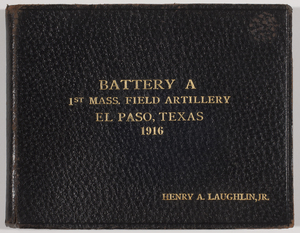 BATTERY A
1ST MASS. FIELD ARTILLERY
EL PASO, TEXAS
1916
HENRY A. LAUGHLIN, JR.